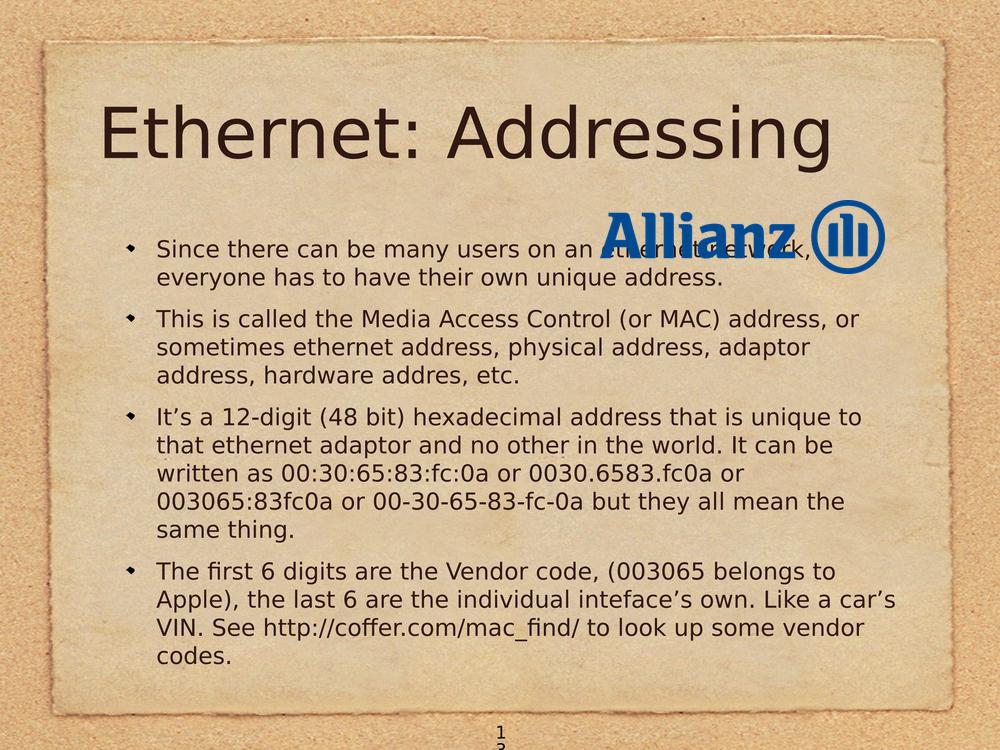 Ethernet: Addressing
Allianz
Since there can be many users on an ethernet network,
everyone has to have their own unique address.
This is called the Media Access Control (or MAC) address, or
sometimes ethernet address, physical address, adaptor
address, hardware addres, etc.
It’s a 12-digit (48 bit) hexadecimal address that is unique to
that ethernet adaptor and no other in the world. It can be
written as 00:30:65:83:fc:0a or 0030.6583.fc0a or
003065:83fc0a or 00-30-65-83-fc-0a but they all mean the
same thing.
The first 6 digits are the Vendor code, (003065 belongs to
Apple), the last 6 are the individual inteface’s own. Like a car’s
VIN. See http://coffer.com/mac_find/ to look up some vendor
codes.
1
3